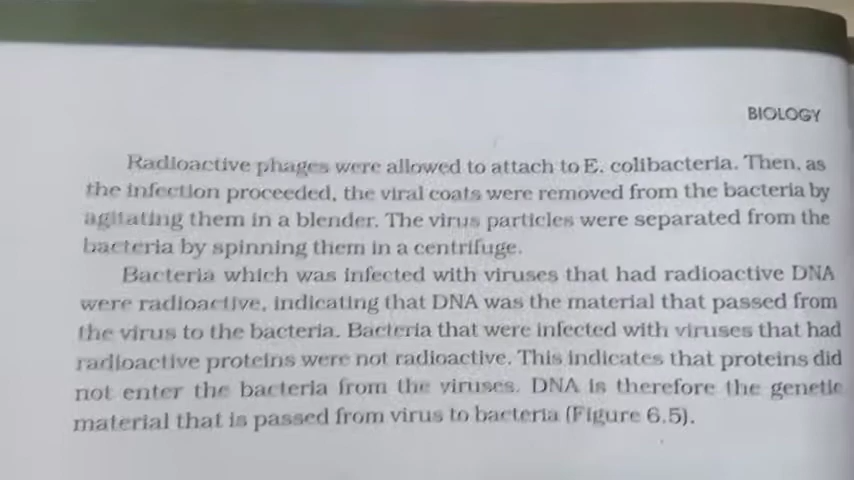 BIOLOGY
Radioactive phages were allowed to attach to E. colibacteria. Then, as
the infection proceeded, the viral coats were removed from the bacteria by
agitating them in a blender. The virus particles were separated from the
bacteria by spinning them in a centrifuge.
Bacteria which was infected with viruses that had radioactive DNA
were radioactive, indicating that DNA was the material that passed from
the virus to the bacteria. Bacteria that were infected with viruses that had
radioactive proteins were not radioactive. This indicates that proteins did
not enter the bacteria from the viruses. DNA is therefore the genetic
material that is passed from virus to bacteria (Figure 6.5).